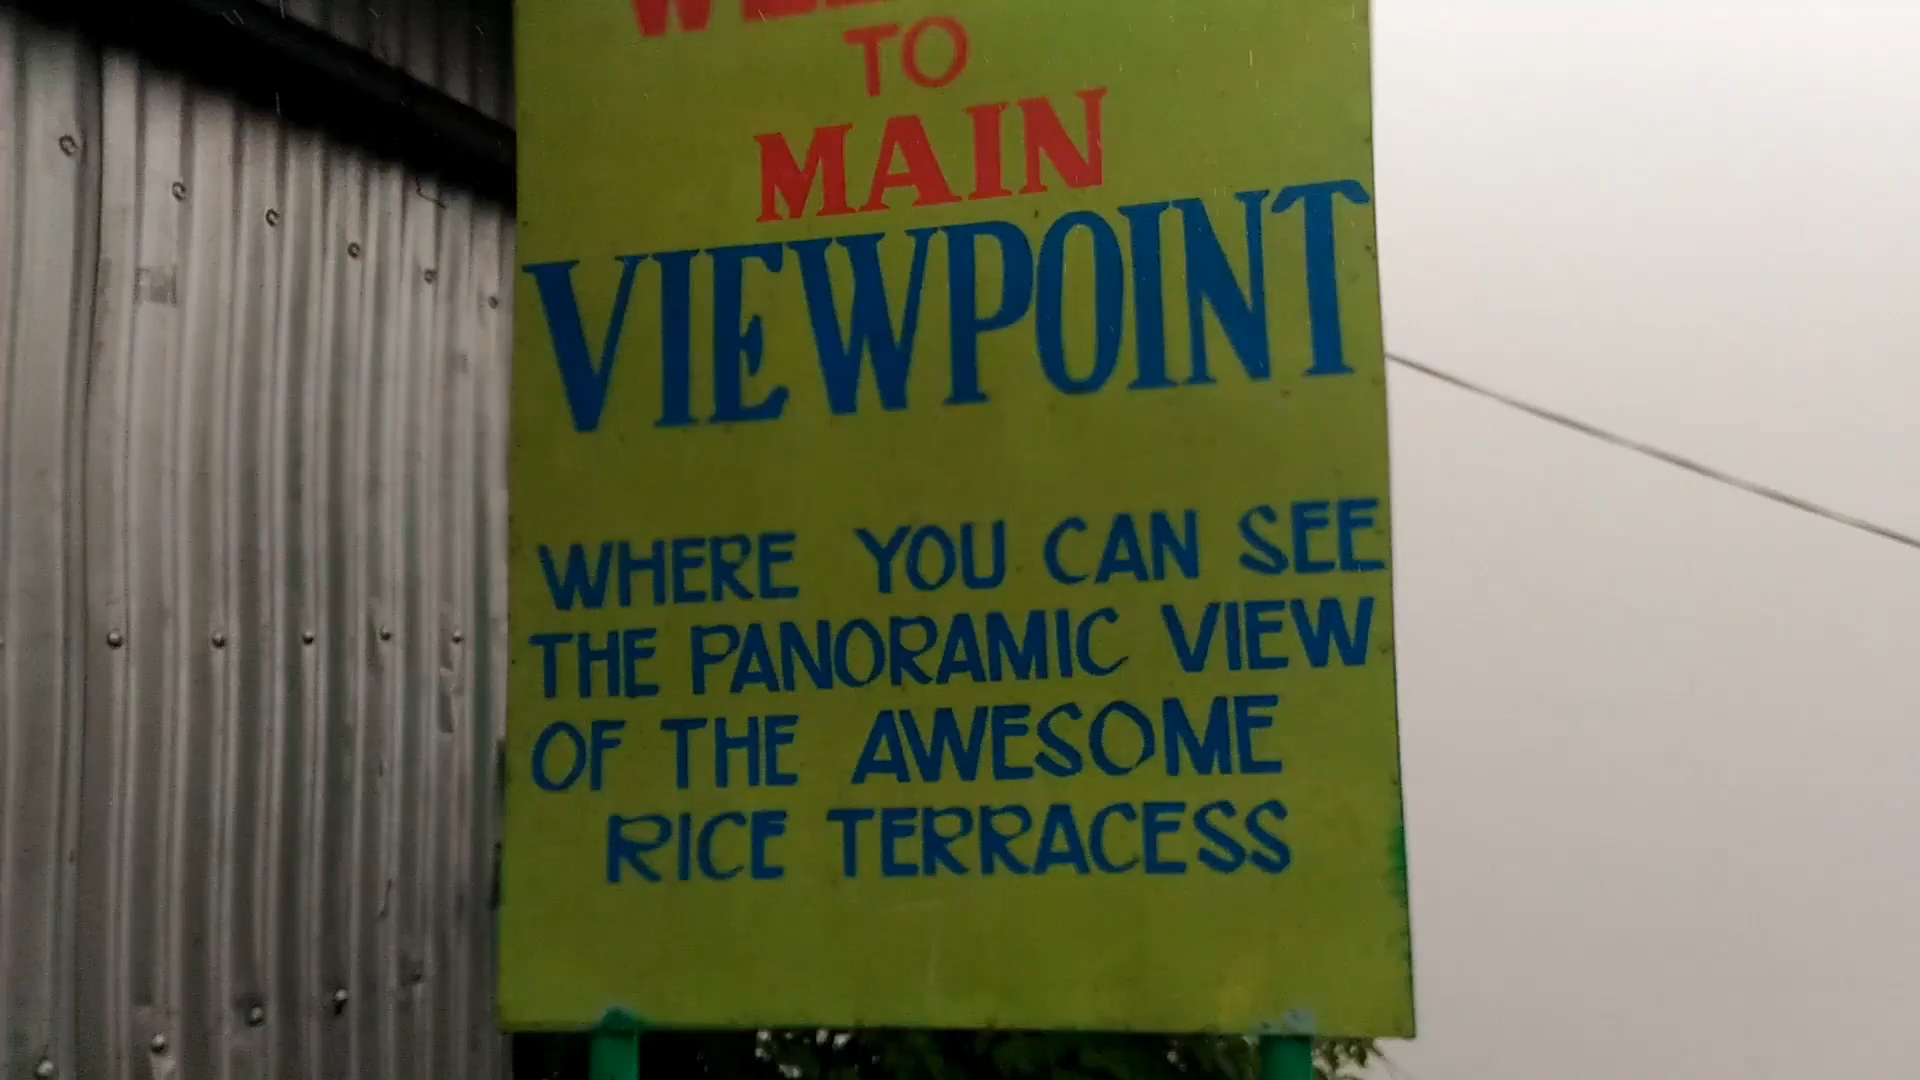 TO
MAIN
VIEWPOINT
WHERE YOU CAN SEE
THE PANORAMIC VIEW
OF THE AWESOME
RICE TERRACESS